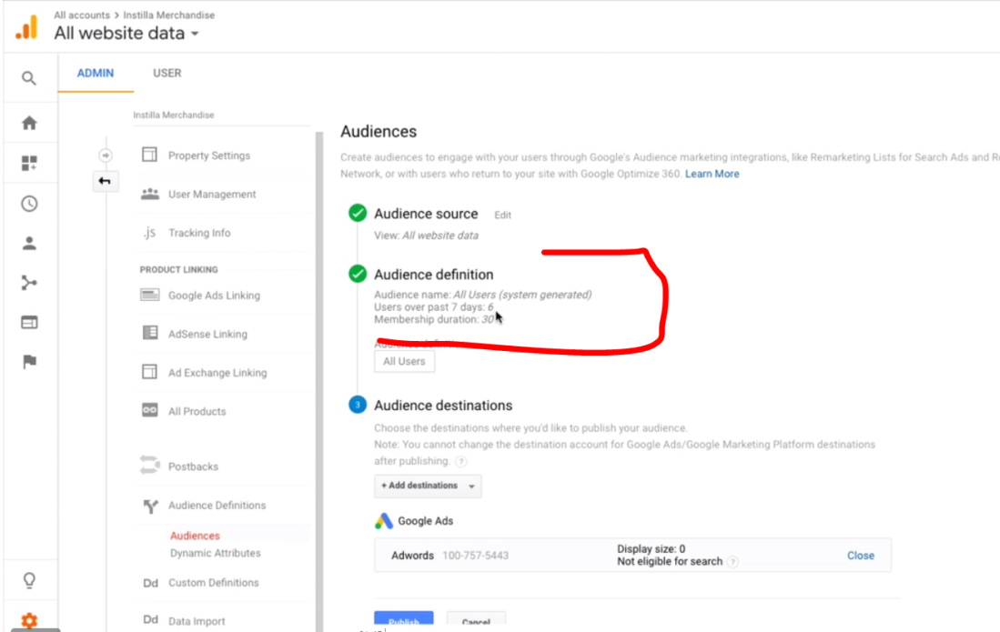 All accounts > Instilla Merchandise
All website data
ADMIN USER
Instilla Merchandise
Property Settings
User Management
.js Tracking Info
PRODUCT LINKING
Google Ads Linking
AdSense Linking
Ad Exchange Linking
All Products
Postbacks
Audience Definitions
Audiences
Dynamic Attributes
Dd Custom Definitions
Dd Data Import
Audiences
Create audiences to engage with your users through Google's Audience marketing integrations, like Remarketing Lists for Search Ads and
Network, or with users who return to your site with Google Optimize 360. Learn More
Audience source Edit
View: All website data
Audience definition
Audience name: All Users (system generated)
Users over past 7 days: 6
Membership duration: 30
All Users
3 Audience destinations
Choose the destinations where you'd like to publish your audience.
Note: You cannot change the destination account for Google Ads/Google Marketing Platform destinations
after publishing. ?
+ Add destinations
Google Ads
Adwords 100-757-5443
Display size: 0
Not eligible for search ?
Close
Publish Cancel